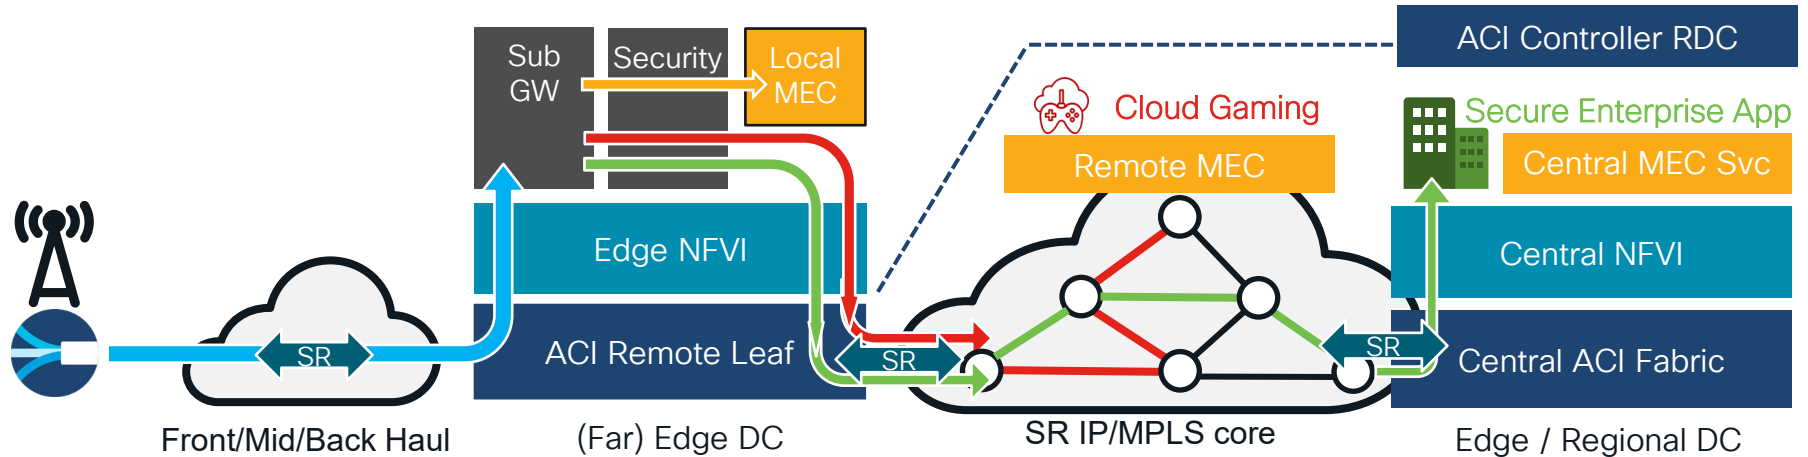 Sub
GW
Security
Local
MEC
ACI Controller RDC
Cloud Gaming
Secure Enterprise App
Remote MEC
Central MEC Svc
Edge NFVI
Central NFVI
SR
ACI Remote Leaf
SR
SR
Central ACI Fabric
Front/Mid/Back Haul
(Far) Edge DC
SR IP/MPLS core
Edge / Regional DC